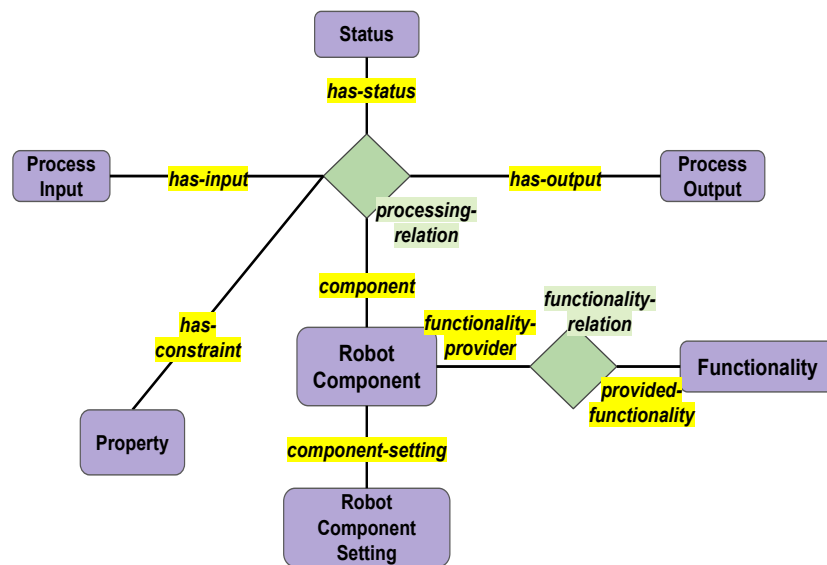 Status
has-status
Process
Input
has-input
has-output
Process
Output
processing-
relation
component
functionality-
relation
has-
constraint
functionality-
provider
Robot
Component
Functionality
provided-
functionality
Property
component-setting
Robot
Component
Setting